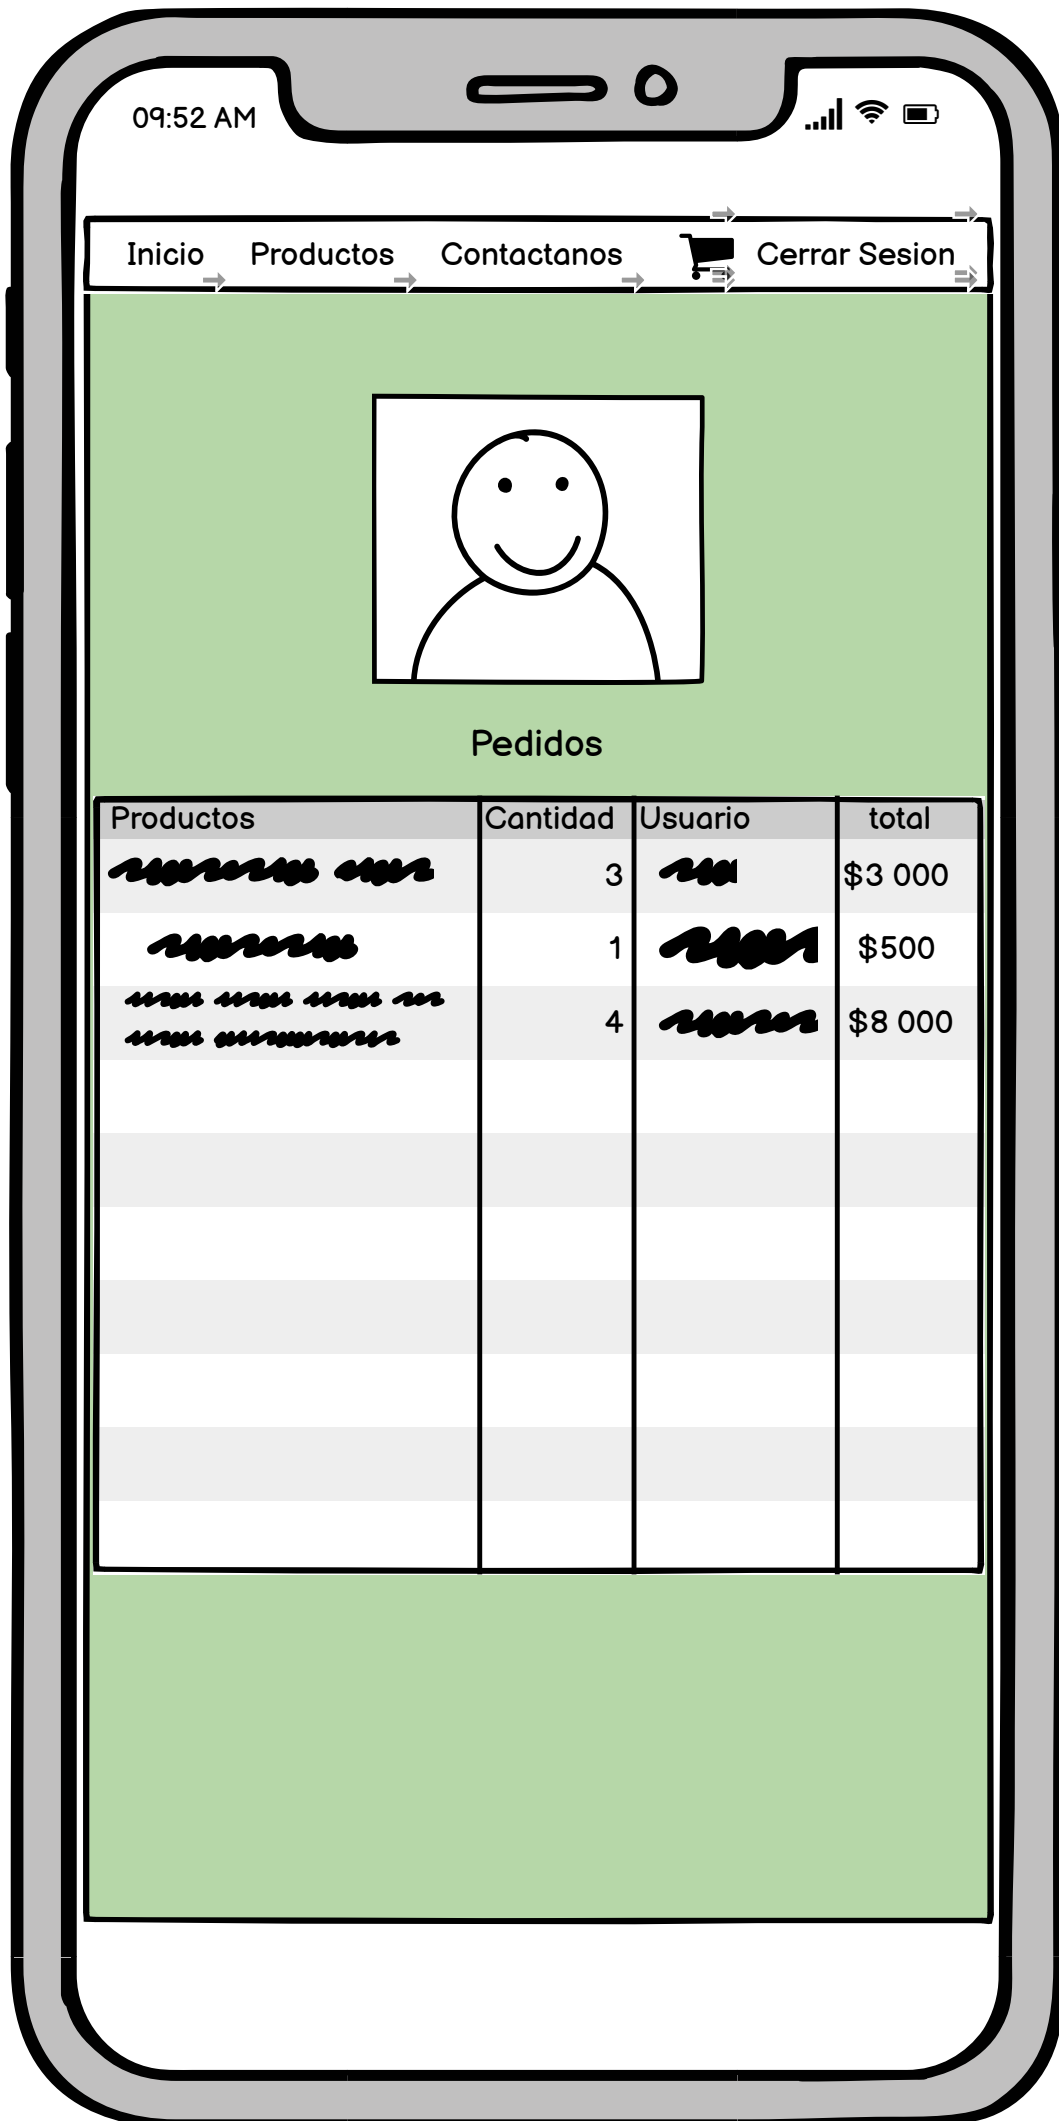 09:52 AM
Inicio Productos Contactanos Cerrar Sesion
Pedidos
Productos Cantidad Usuario total
3 $3 000
1 $500
4 $8 000